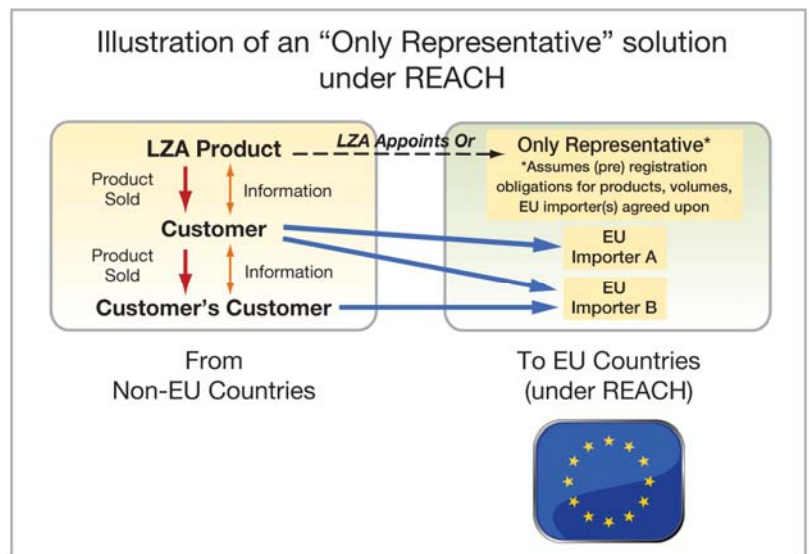 Illustration of an “Only Representative” solution
under REACH
LZA Product
LZA Appoints Or
Only Representative*
*Assumes (pre) registration
obligations for products, volumes,
EU importer(s) agreed upon
Product
Sold
Information
Customer
EU
Importer A
Product
Sold
Information
EU
Importer B
Customer’s Customer
From
Non-EU Countries
To EU Countries
(under REACH)